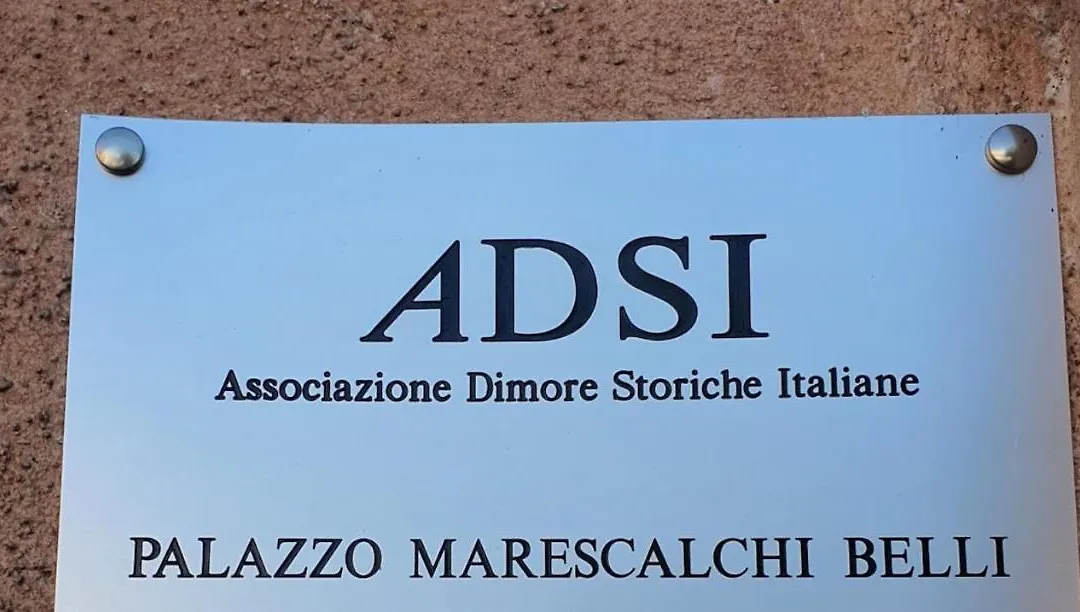 ADSI
Associazione Dimore Storiche Italiane
PALAZZO MARESCALCHI BELLI